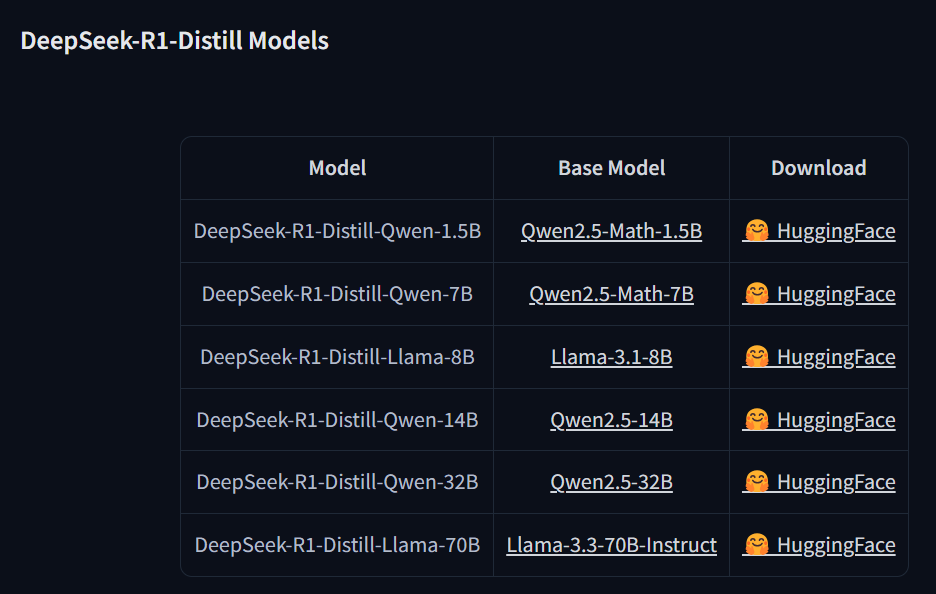 DeepSeek-R1-Distill Models
Model Base Model Download
DeepSeek-R1-Distill-Qwen-1.5B Qwen2.5-Math-1.5B 🤗 HuggingFace
DeepSeek-R1-Distill-Qwen-7B Qwen2.5-Math-7B 🤗 HuggingFace
DeepSeek-R1-Distill-Llama-8B Llama-3.1-8B 🤗 HuggingFace
DeepSeek-R1-Distill-Qwen-14B Qwen2.5-14B 🤗 HuggingFace
DeepSeek-R1-Distill-Qwen-32B Qwen2.5-32B 🤗 HuggingFace
DeepSeek-R1-Distill-Llama-70B Llama-3.3-70B-Instruct 🤗 HuggingFace